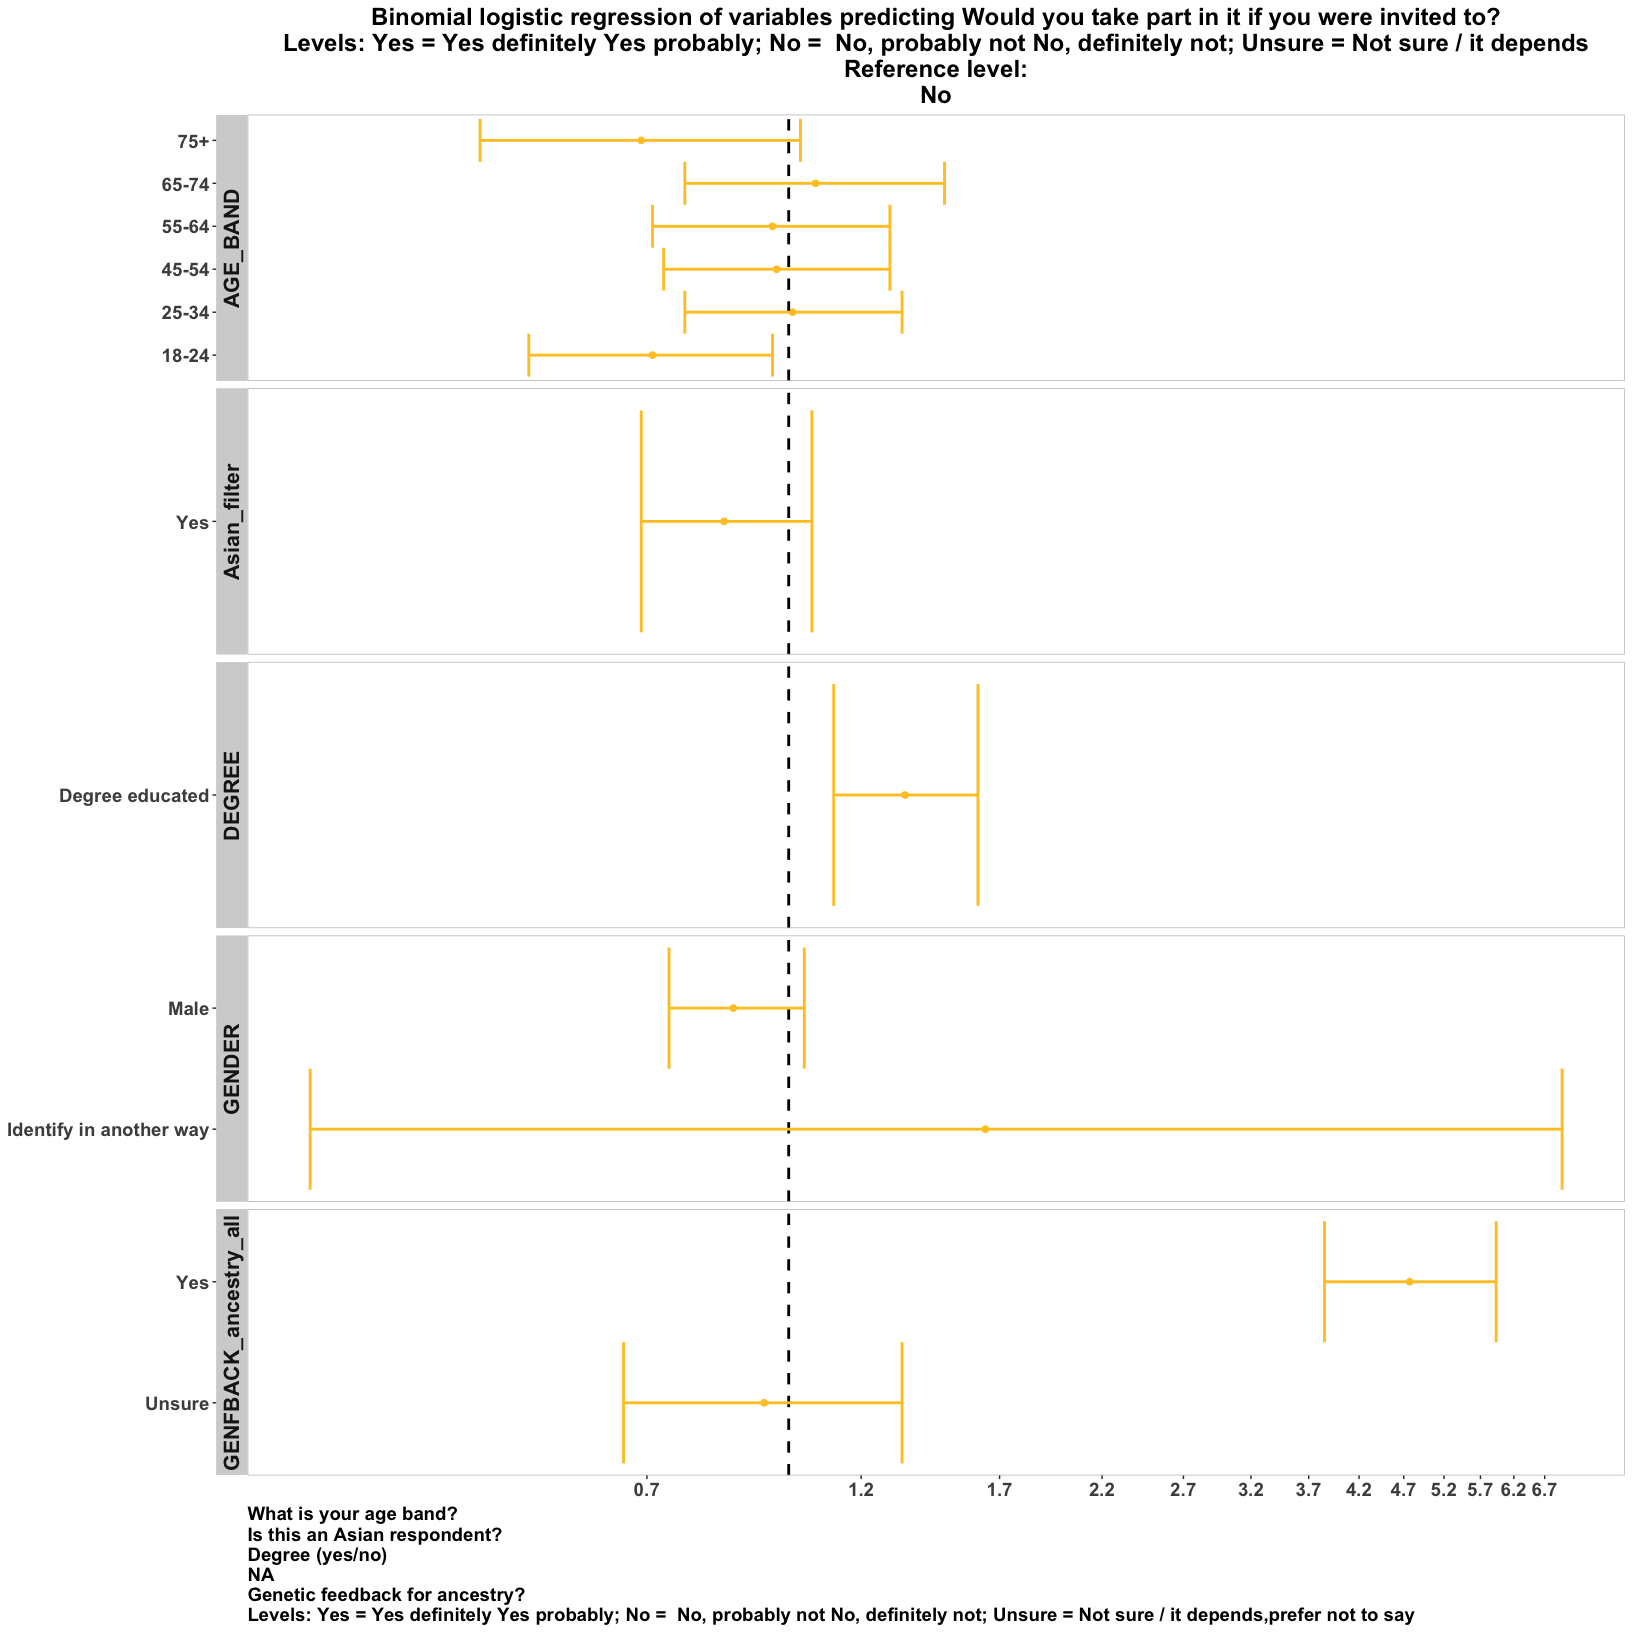 Binomial logistic regression of variables predicting Would you take part in it if you were invited to?
Levels: Yes = Yes definitely Yes probably; No =  No, probably not No, definitely not; Unsure = Not sure / it depends
Reference level:
No
AGE_BAND
75+
65-74
55-64
45-54
25-34
18-24
Asian_filter
Yes
DEGREE
Degree educated
GENDER
Male
Identify in another way
GENFBACK_ancestry_all
Yes
Unsure
0.7 1.2 1.7 2.2 2.7 3.2 3.7 4.2 4.7 5.2 5.7 6.2 6.7
What is your age band?
Is this an Asian respondent?
Degree (yes/no)
NA
Genetic feedback for ancestry?
Levels: Yes = Yes definitely Yes probably; No =  No, probably not No, definitely not; Unsure = Not sure / it depends,prefer not to say